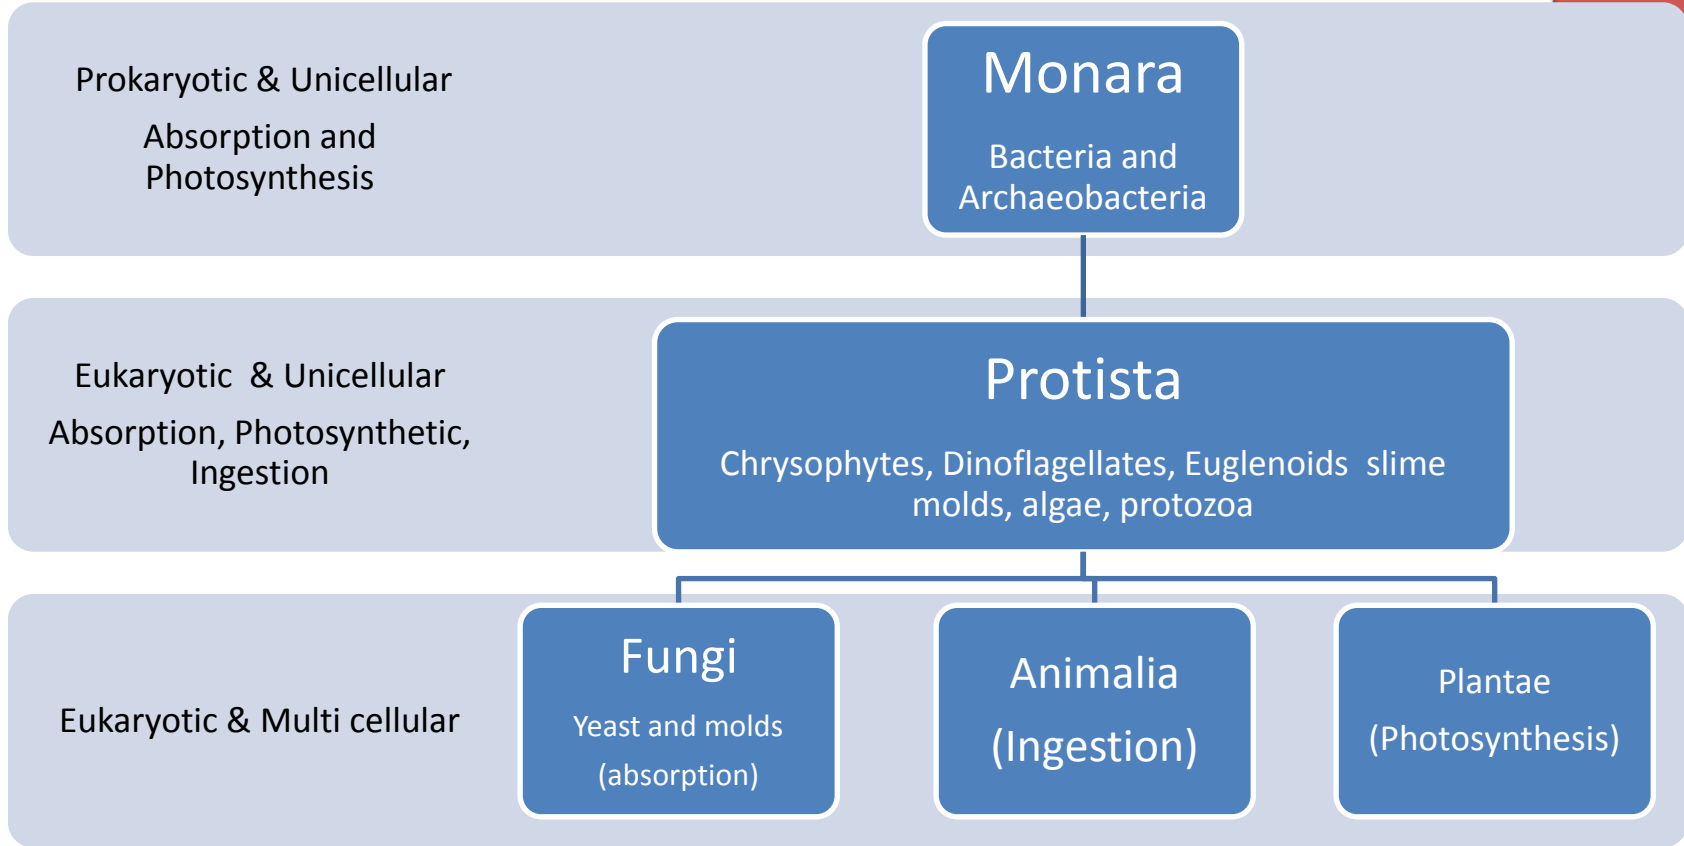 Prokaryotic & Unicellular
Absorption and
Photosynthesis
Monara
Bacteria and
Archaeobacteria
Eukaryotic & Unicellular
Absorption, Photosynthetic,
Ingestion
Protista
Chrysophytes, Dinoflagellates, Euglenoids slime
molds, algae, protozoa
Eukaryotic & Multi cellular
Fungi
Yeast and molds
(absorption)
Animalia
(Ingestion)
Plantae
(Photosynthesis)